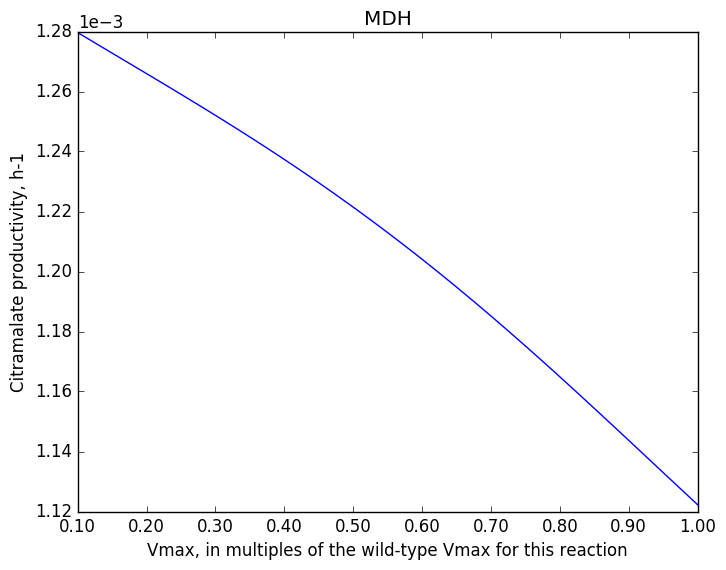 MDH
1e−3
1.28
1.26
1.24
1.22
1.20
1.18
1.16
1.14
1.12
Citramalate productivity, h-1
0.10 0.20 0.30 0.40 0.50 0.60 0.70 0.80 0.90 1.00
Vmax, in multiples of the wild-type Vmax for this reaction